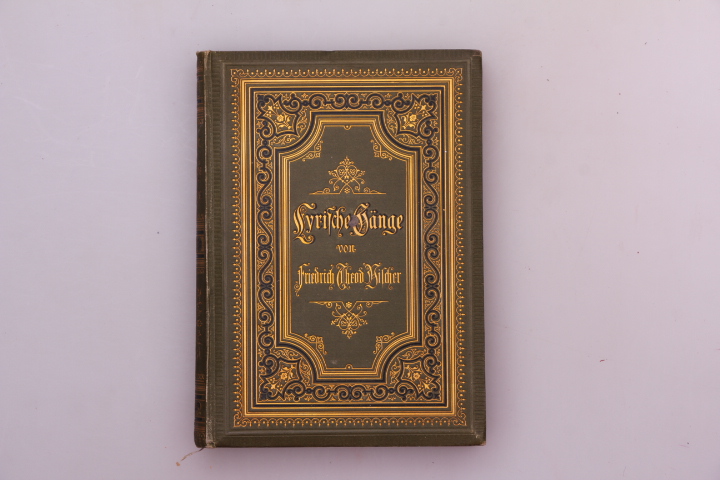 Lyrische Gänge
von
Friedrich Theod Vischer